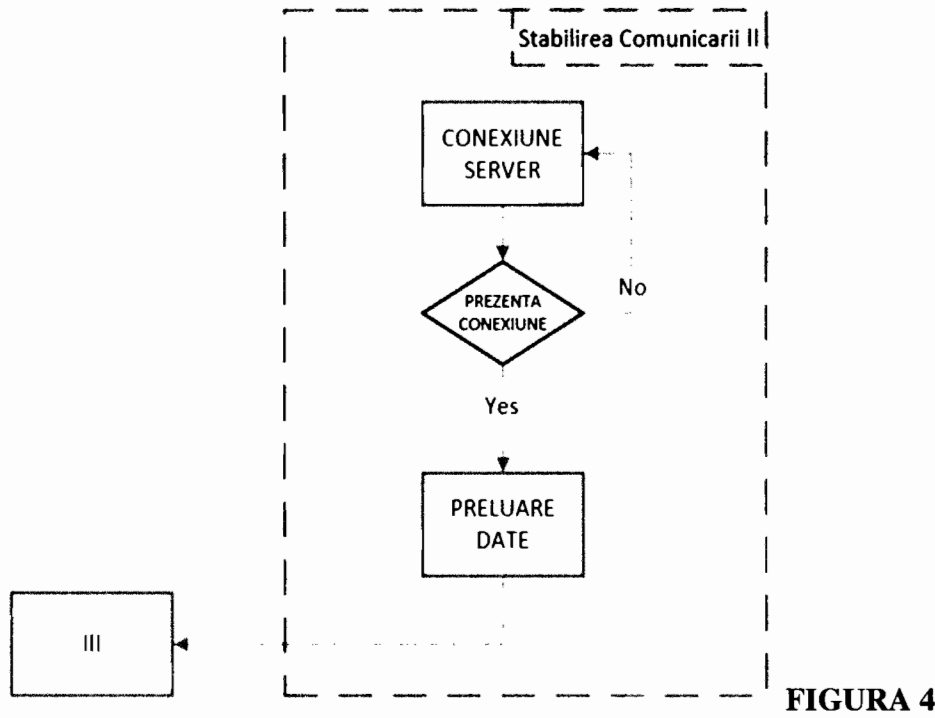 Stabilirea Comunicarii II
CONEXIUNE
SERVER
No
PREZENTA
CONEXIUNE
Yes
PRELUARE
DATE
III
FIGURA 4